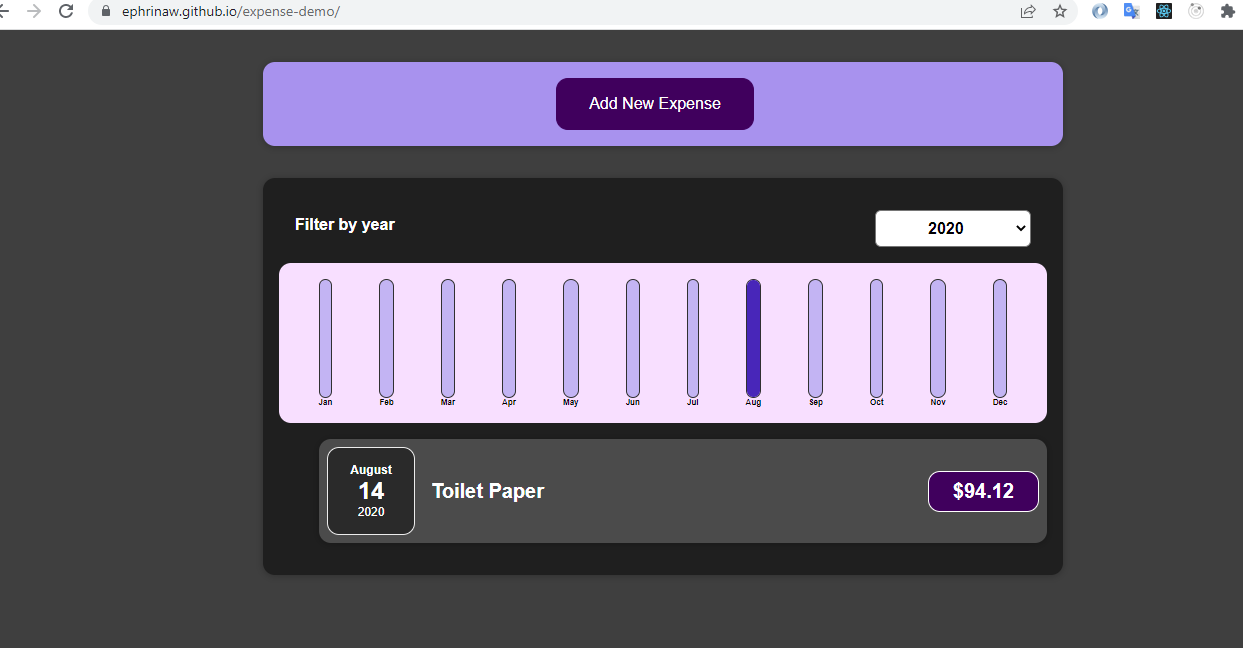 ephrinaw.github.io/expense-demo/
Add New Expense
Filter by year
2020
Jan Feb Mar Apr May Jun Jul Aug Sep Oct Nov Dec
August
14
2020
Toilet Paper
$94.12